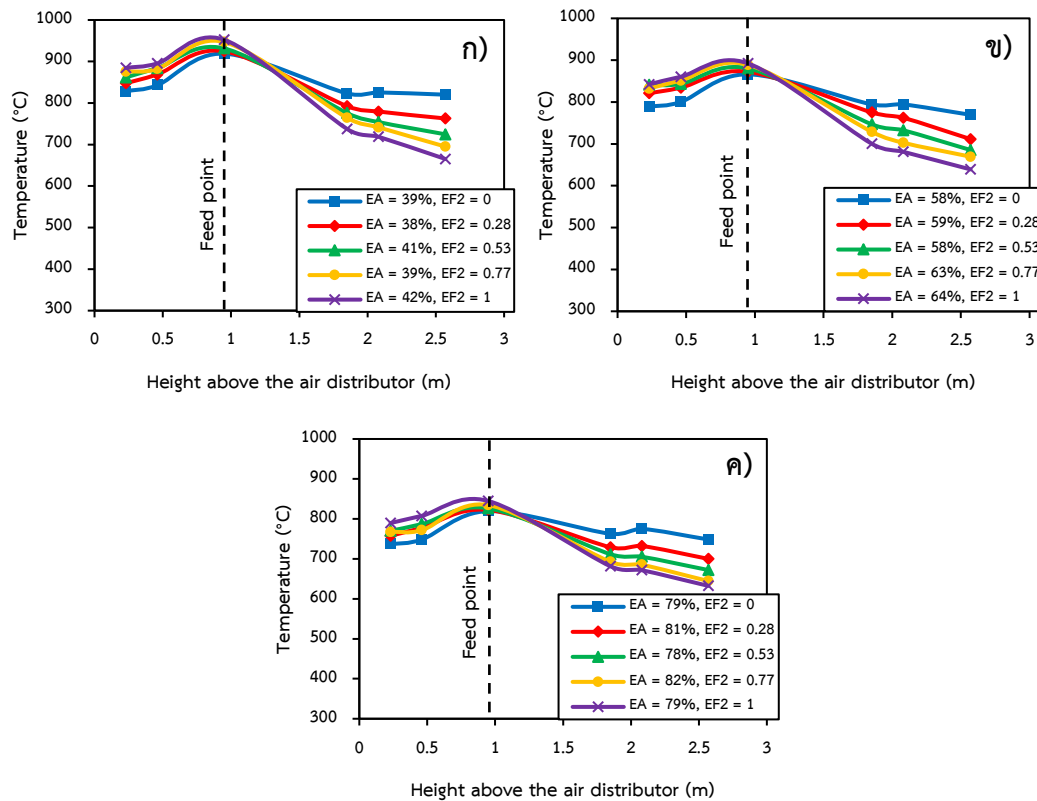 ก)
Temperature (°C)
1000
900
800
700
600
500
400
300
Feed point
EA = 39%, EF2 = 0
EA = 38%, EF2 = 0.28
EA = 41%, EF2 = 0.53
EA = 39%, EF2 = 0.77
EA = 42%, EF2 = 1
0 0.5 1 1.5 2 2.5 3
Height above the air distributor (m)
ข)
Temperature (°C)
1000
900
800
700
600
500
400
300
Feed point
EA = 58%, EF2 = 0
EA = 59%, EF2 = 0.28
EA = 58%, EF2 = 0.53
EA = 63%, EF2 = 0.77
EA = 64%, EF2 = 1
0 0.5 1 1.5 2 2.5 3
Height above the air distributor (m)
ค)
Temperature (°C)
1000
900
800
700
600
500
400
300
Feed point
EA = 79%, EF2 = 0
EA = 81%, EF2 = 0.28
EA = 78%, EF2 = 0.53
EA = 82%, EF2 = 0.77
EA = 79%, EF2 = 1
0 0.5 1 1.5 2 2.5 3
Height above the air distributor (m)